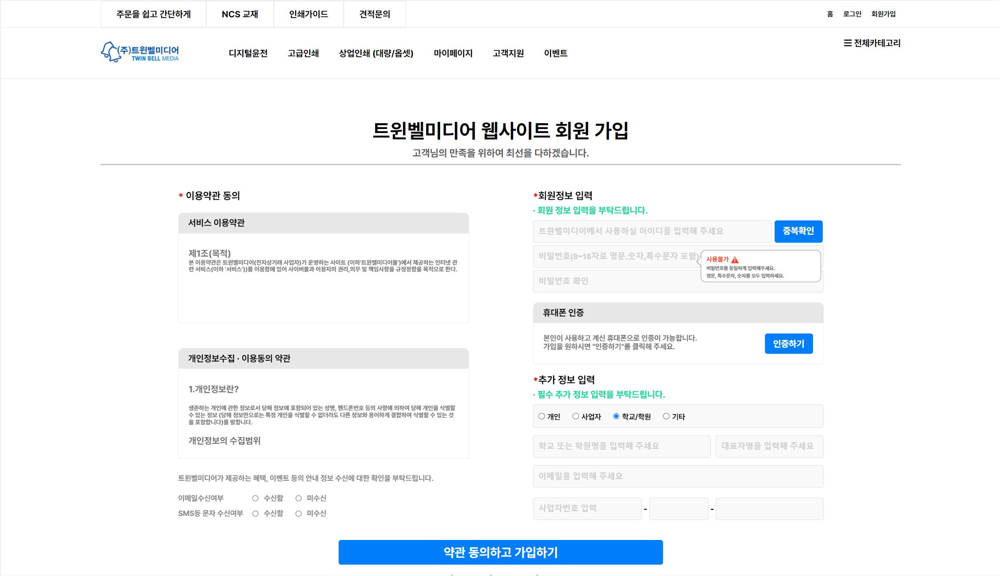 주문을 쉽고 간단하게
NCS 교재
인쇄가이드
견적문의
홈
로그인
회원가입
(주)트윈벨미디어
TWIN BELL MEDIA
디지털윤전
고급인쇄
상업인쇄 (대량/옵셋)
마이페이지
고객지원
이벤트
전체카테고리
트윈벨미디어 웹사이트 회원 가입
고객님의 만족을 위하여 최선을 다하겠습니다.
* 이용약관 동의
서비스 이용약관
제1조(목적)
본 이용약관은 트윈벨미디어(전자상거래 사업자)가 운영하는 사이트 (이하'트윈벨미디어몰')에서 제공하는 인터넷 관
련 서비스(이하 '서비스'))를 이용함에 있어 사이버몰과 이용자의 권리,의무 및 책임사항을 규정정함을 목적으로 한다.
개인정보수집 · 이용동의 약관
1.개인정보란?
생존하는 개인에 관한 정보로서 당해 정보에 포함되어 있는 성명, 핸드폰번호 등의 사항에 의하여 당해 개인을 식별할
수 있는 정보 (당해 정보만으로는 특정 개인을 식별할 수 없더라도 다른 정보와 용이하게 결합하여 식별할 수 있는 것
을 포함합니다)를 말합니다.
개인정보의 수집범위
트윈벨미디어가 제공하는 혜택, 이벤트 등의 안내 정보 수신에 대한 확인을 부탁드립니다.
이메일수신여부 수신함 미수신
SMS등 문자 수신여부 수신함 미수신
*회원정보 입력
· 회원 정보 입력을 부탁드립니다.
트윈벨미디어에서 사용하실 아이디를 입력해 주세요
중복확인
비밀번호(8~16자로 영문,숫자,특수문자 포함)
사용불가
비밀번호를 동일하게 입력해주세요.
영문, 특수문자, 숫자를 모두 입력하세요.
비밀번호 확인
휴대폰 인증
본인이 사용하고 계신 휴대폰으로 인증이 가능합니다.
가입을 원하시면 "인증하기"를 클릭해 주세요.
인증하기
*추가 정보 입력
· 필수 추가 정보 입력을 부탁드립니다.
개인 사업자 학교/학원 기타
학교 또는 학원명을 입력해 주세요
대표자명을 입력해 주세요
이메일을 입력해 주세요
사업자번호 입력 - -
약관 동의하고 가입하기